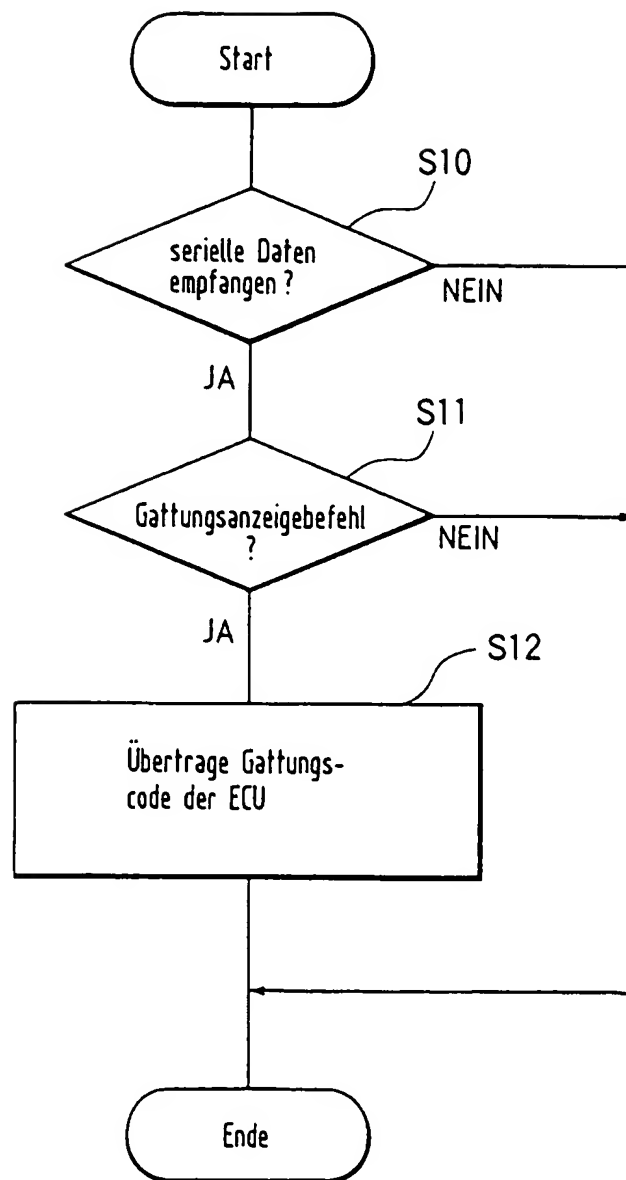 Start
S10
serielle Daten
empfangen ?
NEIN
JA
S11
Gattungsanzeigebefehl
?
NEIN
JA
S12
Übertrage Gattungs-
code der ECU
Ende